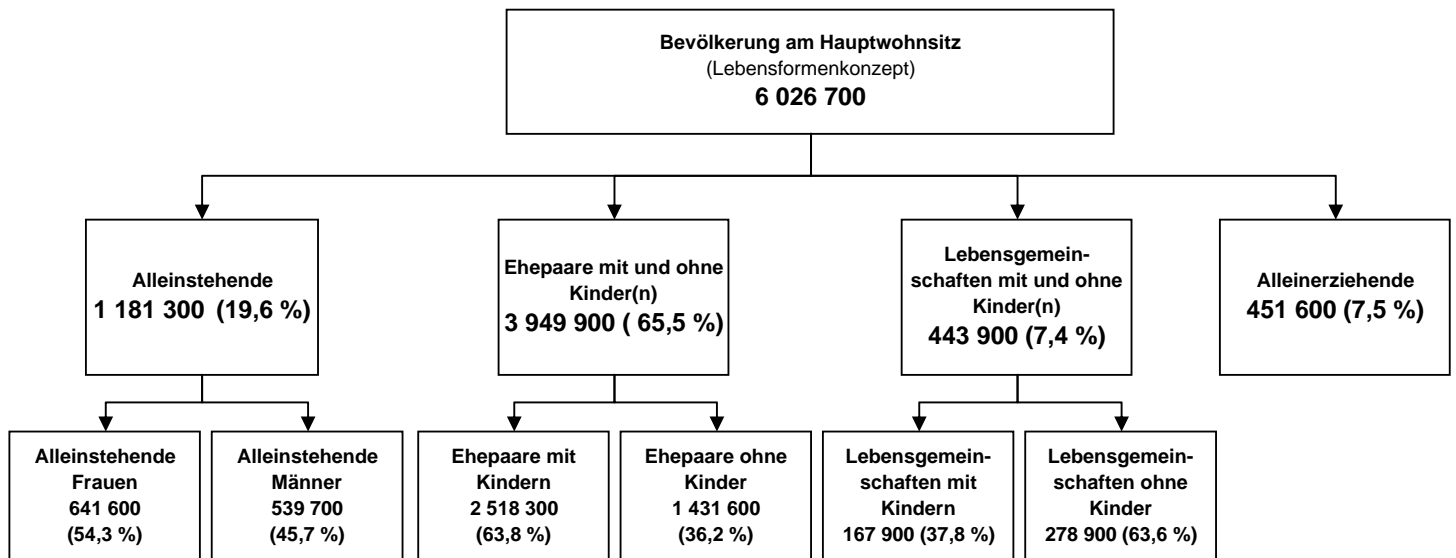 Bevölkerung am Hauptwohnsitz
(Lebensformenkonzept)
6 026 700
Alleinstehende
1 181 300 (19,6 %)
Ehepaare mit und ohne
Kinder(n)
3 949 900 ( 65,5 %)
Lebensgemein-
schaften mit und ohne
Kinder(n)
443 900 (7,4 %)
Alleinerziehende
451 600 (7,5 %)
Alleinstehende
Frauen
641 600
(54,3 %)
Alleinstehende
Männer
539 700
(45,7 %)
Ehepaare mit
Kindern
2 518 300
(63,8 %)
Ehepaare ohne
Kinder
1 431 600
(36,2 %)
Lebensgemein-
schaften mit
Kindern
167 900 (37,8 %)
Lebensgemein-
schaften ohne
Kinder
278 900 (63,6 %)